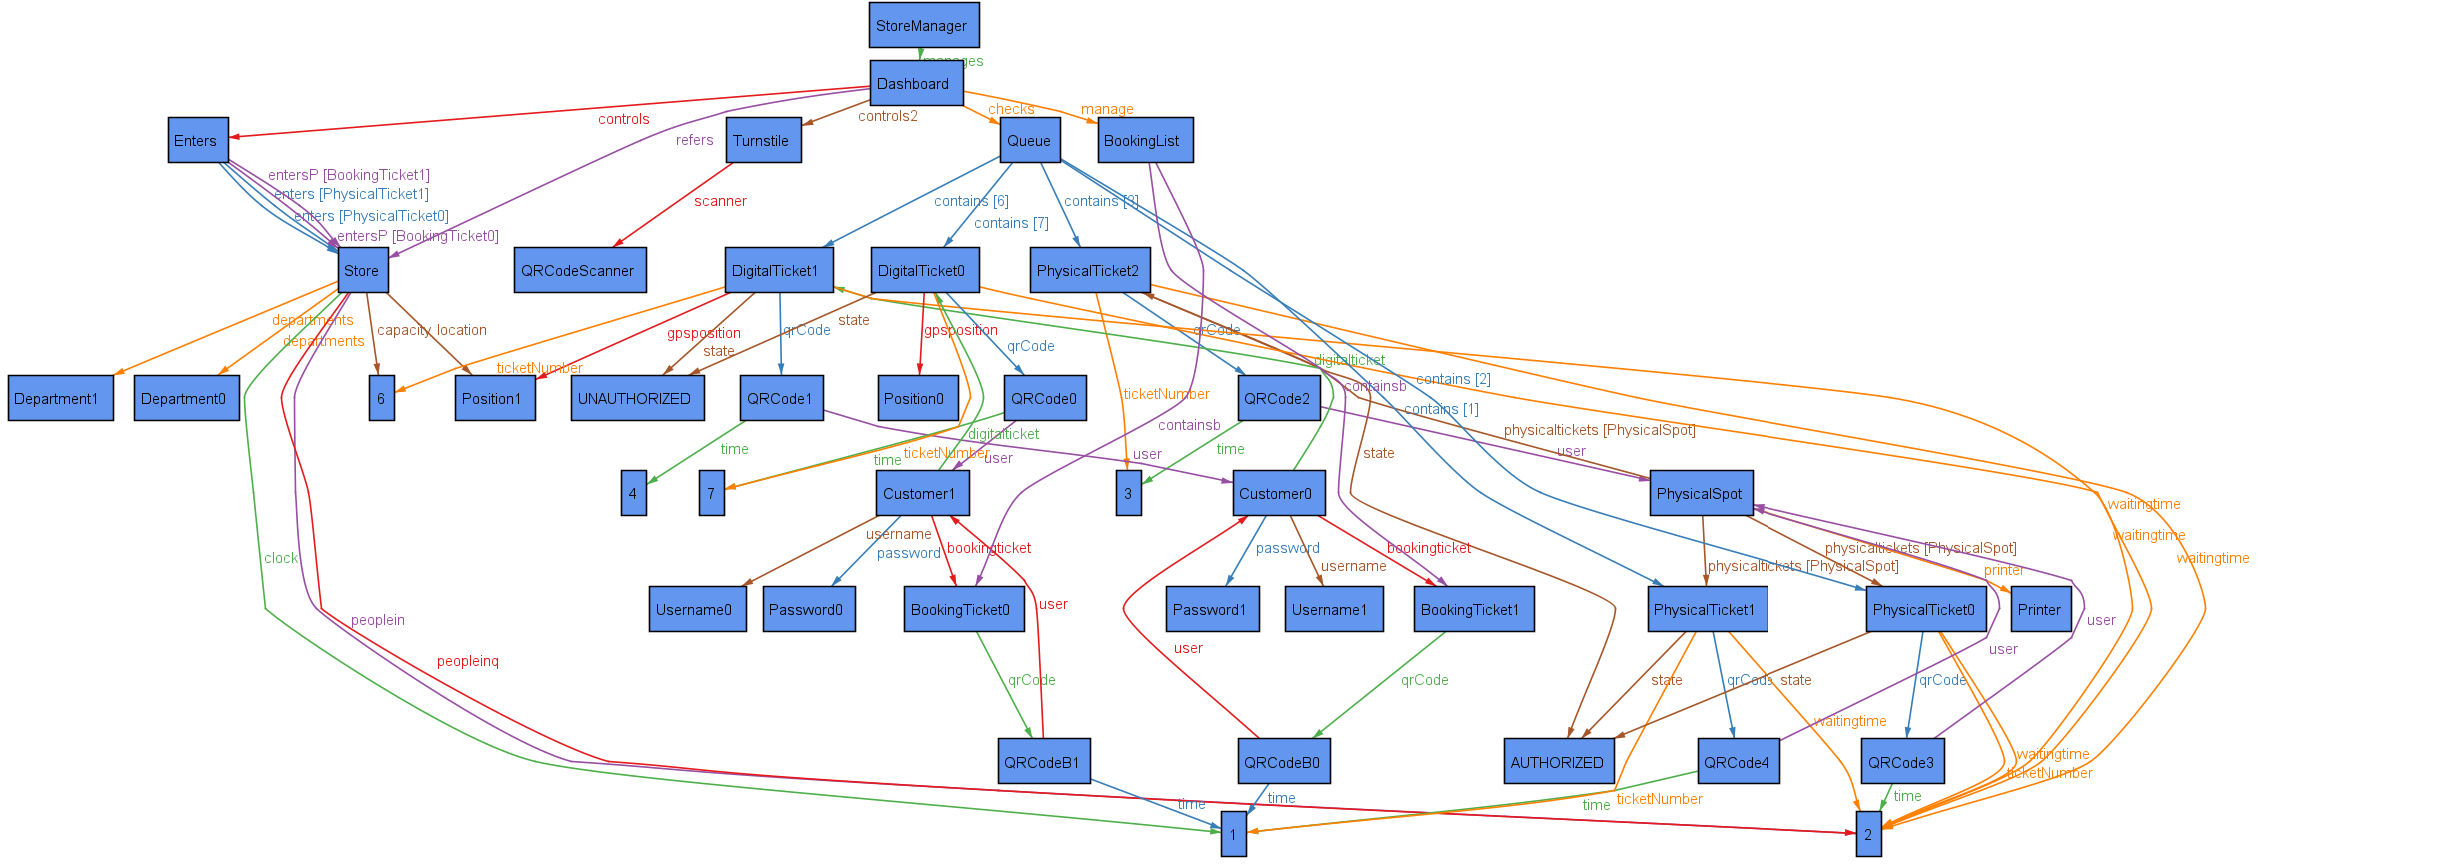 StoreManager
manages
Dashboard
controls
refers
controls2
checks
manage
Enters
Turnstile
Queue
BookingList
entersP [BookingTicket1]
enters [PhysicalTicket1]
enters [PhysicalTicket0]
entersP [BookingTicket0]
scanner
contains [6]
contains [7]
contains [3]
Store
QRCodeScanner
DigitalTicket1
DigitalTicket0
PhysicalTicket2
departments
departments
capacity
location
ticketNumber
gpsposition
state
qrCode
state
gpsposition
qrCode
qrCode
ticketNumber
digitalticket
containsb
contains [2]
contains [1]
containsb
Department1
Department0
6
Position1
UNAUTHORIZED
QRCode1
Position0
QRCode0
QRCode2
time
time
digitalticket
ticketNumber
user
user
time
state
physicaltickets [PhysicalSpot]
user
4
7
Customer1
3
Customer0
PhysicalSpot
waitingtime
waitingtime
waitingtime
clock
username
password
bookingticket
password
username
bookingticket
physicaltickets [PhysicalSpot]
physicaltickets [PhysicalSpot]
printer
Username0
Password0
BookingTicket0
user
Password1
Username1
BookingTicket1
PhysicalTicket1
PhysicalTicket0
Printer
peoplein
peopleinq
user
user
user
qrCode
qrCode
state
qrCode
state
qrCode
waitingtime
waitingtime
ticketNumber
QRCodeB1
QRCodeB0
AUTHORIZED
QRCode4
QRCode3
time
time
time
ticketNumber
time
1
2